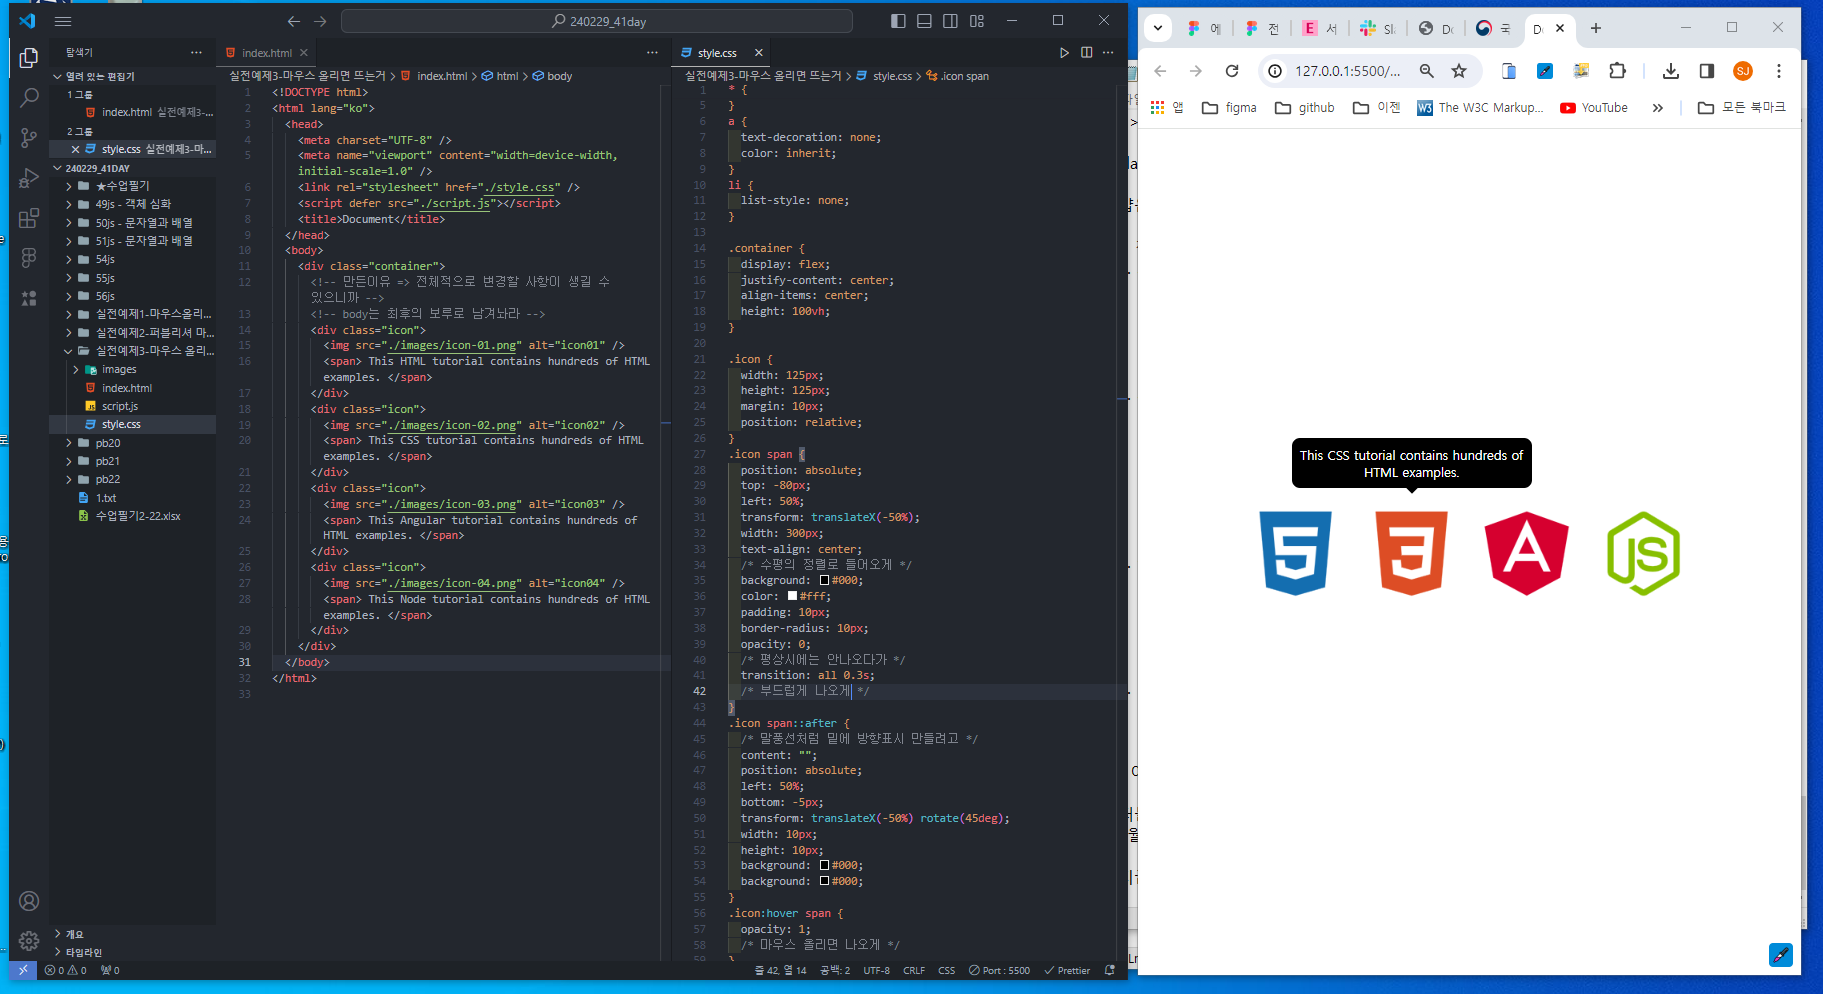 240229_41day
탐색기
열려 있는 편집기
1 그룹
index.html 실전예제3-...
2 그룹
style.css 실전예제3-마...
240229_41DAY
★수업필기
49js - 객체 심화
50js - 문자열과 배열
51js - 문자열과 배열
54js
55js
56js
실전예제1-마우스올리...
실전예제2-퍼블리셔 마...
실전예제3-마우스 올리...
images
index.html
script.js
style.css
pb20
pb21
pb22
1.txt
수업필기2-22.xlsx
개요
타임라인
index.html
실전예제3-마우스 올리면 뜨는거 > index.html > html > body
1 <!DOCTYPE html>
2 <html lang="ko">
3 <head>
4 <meta charset="UTF-8" />
5 <meta name="viewport" content="width=device-width,
initial-scale=1.0" />
6 <link rel="stylesheet" href="./style.css" />
7 <script defer src="./script.js"></script>
8 <title>Document</title>
9 </head>
10 <body>
11 <div class="container">
12 <!-- 만든이유 => 전체적으로 변경할 사항이 생길 수
있으니까 -->
13 <!-- body는 최후의 보루로 남겨놔라 -->
14 <div class="icon">
15 <img src="./images/icon-01.png" alt="icon01" />
16 <span> This HTML tutorial contains hundreds of HTML
examples. </span>
17 </div>
18 <div class="icon">
19 <img src="./images/icon-02.png" alt="icon02" />
20 <span> This CSS tutorial contains hundreds of HTML
examples. </span>
21 </div>
22 <div class="icon">
23 <img src="./images/icon-03.png" alt="icon03" />
24 <span> This Angular tutorial contains hundreds of
HTML examples. </span>
25 </div>
26 <div class="icon">
27 <img src="./images/icon-04.png" alt="icon04" />
28 <span> This Node tutorial contains hundreds of HTML
examples. </span>
29 </div>
30 </div>
31 </body>
32 </html>
33
style.css
실전예제3-마우스 올리면 뜨는거 > style.css > .icon span
1 * {
5 }
6 a {
7 text-decoration: none;
8 color: inherit;
9 }
10 li {
11 list-style: none;
12 }
13
14 .container {
15 display: flex;
16 justify-content: center;
17 align-items: center;
18 height: 100vh;
19 }
20
21 .icon {
22 width: 125px;
23 height: 125px;
24 margin: 10px;
25 position: relative;
26 }
27 .icon span {
28 position: absolute;
29 top: -80px;
30 left: 50%;
31 transform: translateX(-50%);
32 width: 300px;
33 text-align: center;
34 /* 수평의 정렬로 들어오게 */
35 background: #000;
36 color: #fff;
37 padding: 10px;
38 border-radius: 10px;
39 opacity: 0;
40 /* 평상시에는 안나오다가 */
41 transition: all 0.3s;
42 /* 부드럽게 나오게 */
43 }
44 .icon span::after {
45 /* 말풍선처럼 밑에 방향표시 만들려고 */
46 content: "";
47 position: absolute;
48 left: 50%;
49 bottom: -5px;
50 transform: translateX(-50%) rotate(45deg);
51 width: 10px;
52 height: 10px;
53 background: #000;
54 background: #000;
55 }
56 .icon:hover span {
57 opacity: 1;
58 /* 마우스 올리면 나오게 */
59 }
0 0 0
줄 42, 열 14 공백: 2 UTF-8 CRLF CSS Port : 5500 Prettier
에 전 E 서 Sl Do 국 D
127.0.0.1:5500/... SJ
앱 figma github 이젠 W3 The W3C Markup... YouTube » 모든 북마크
This CSS tutorial contains hundreds of
HTML examples.
5 3 A JS